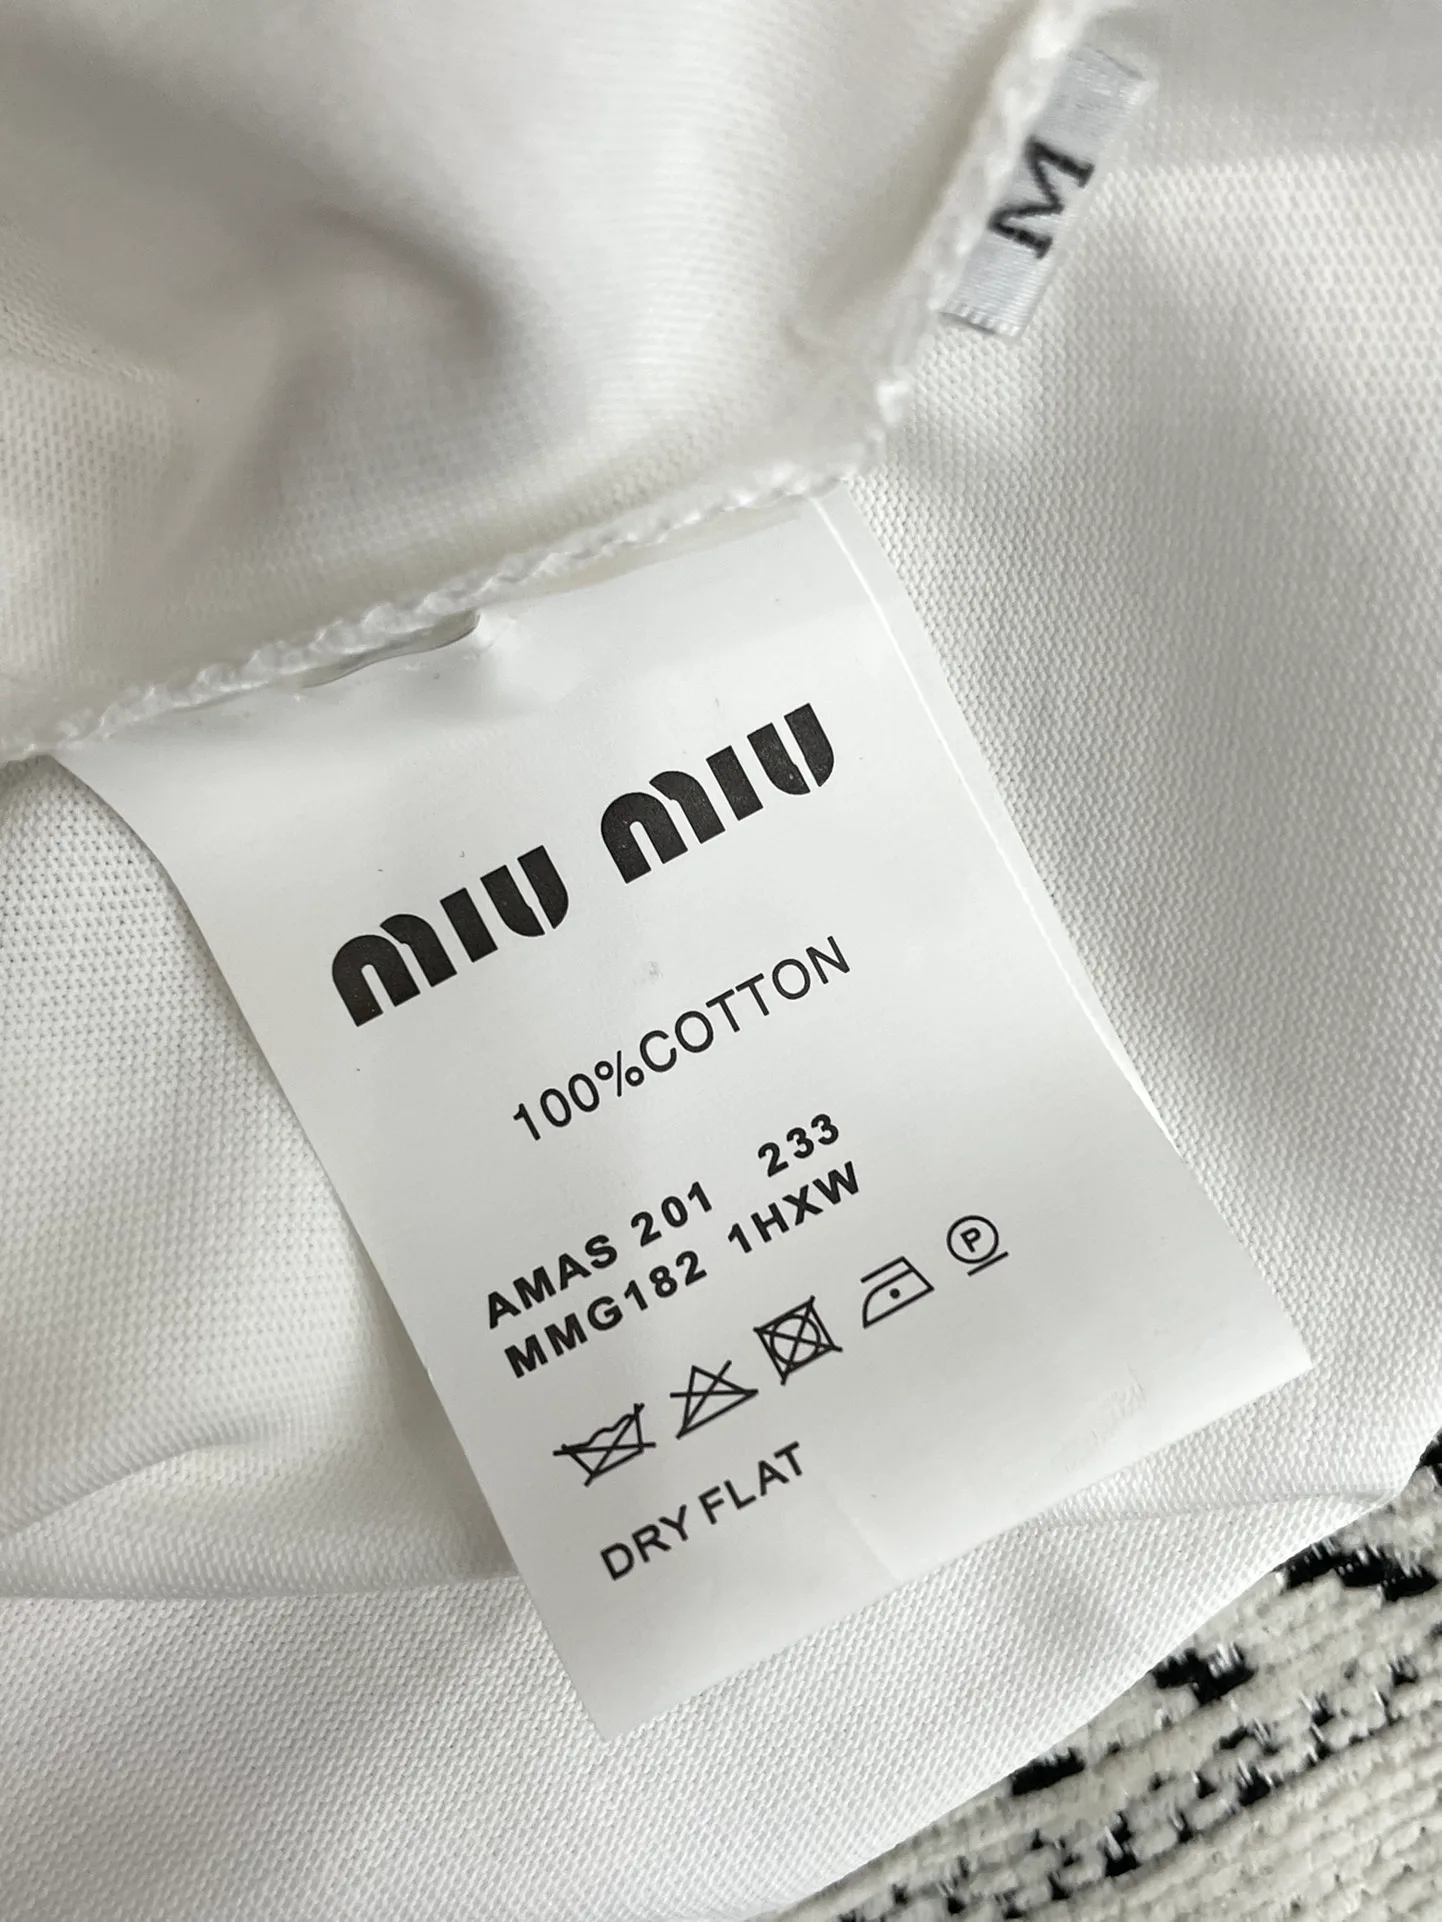 M
MIU MIU
100%COTTON
AMAS 201 233
MMG182 1HXW
P
DRY FLAT